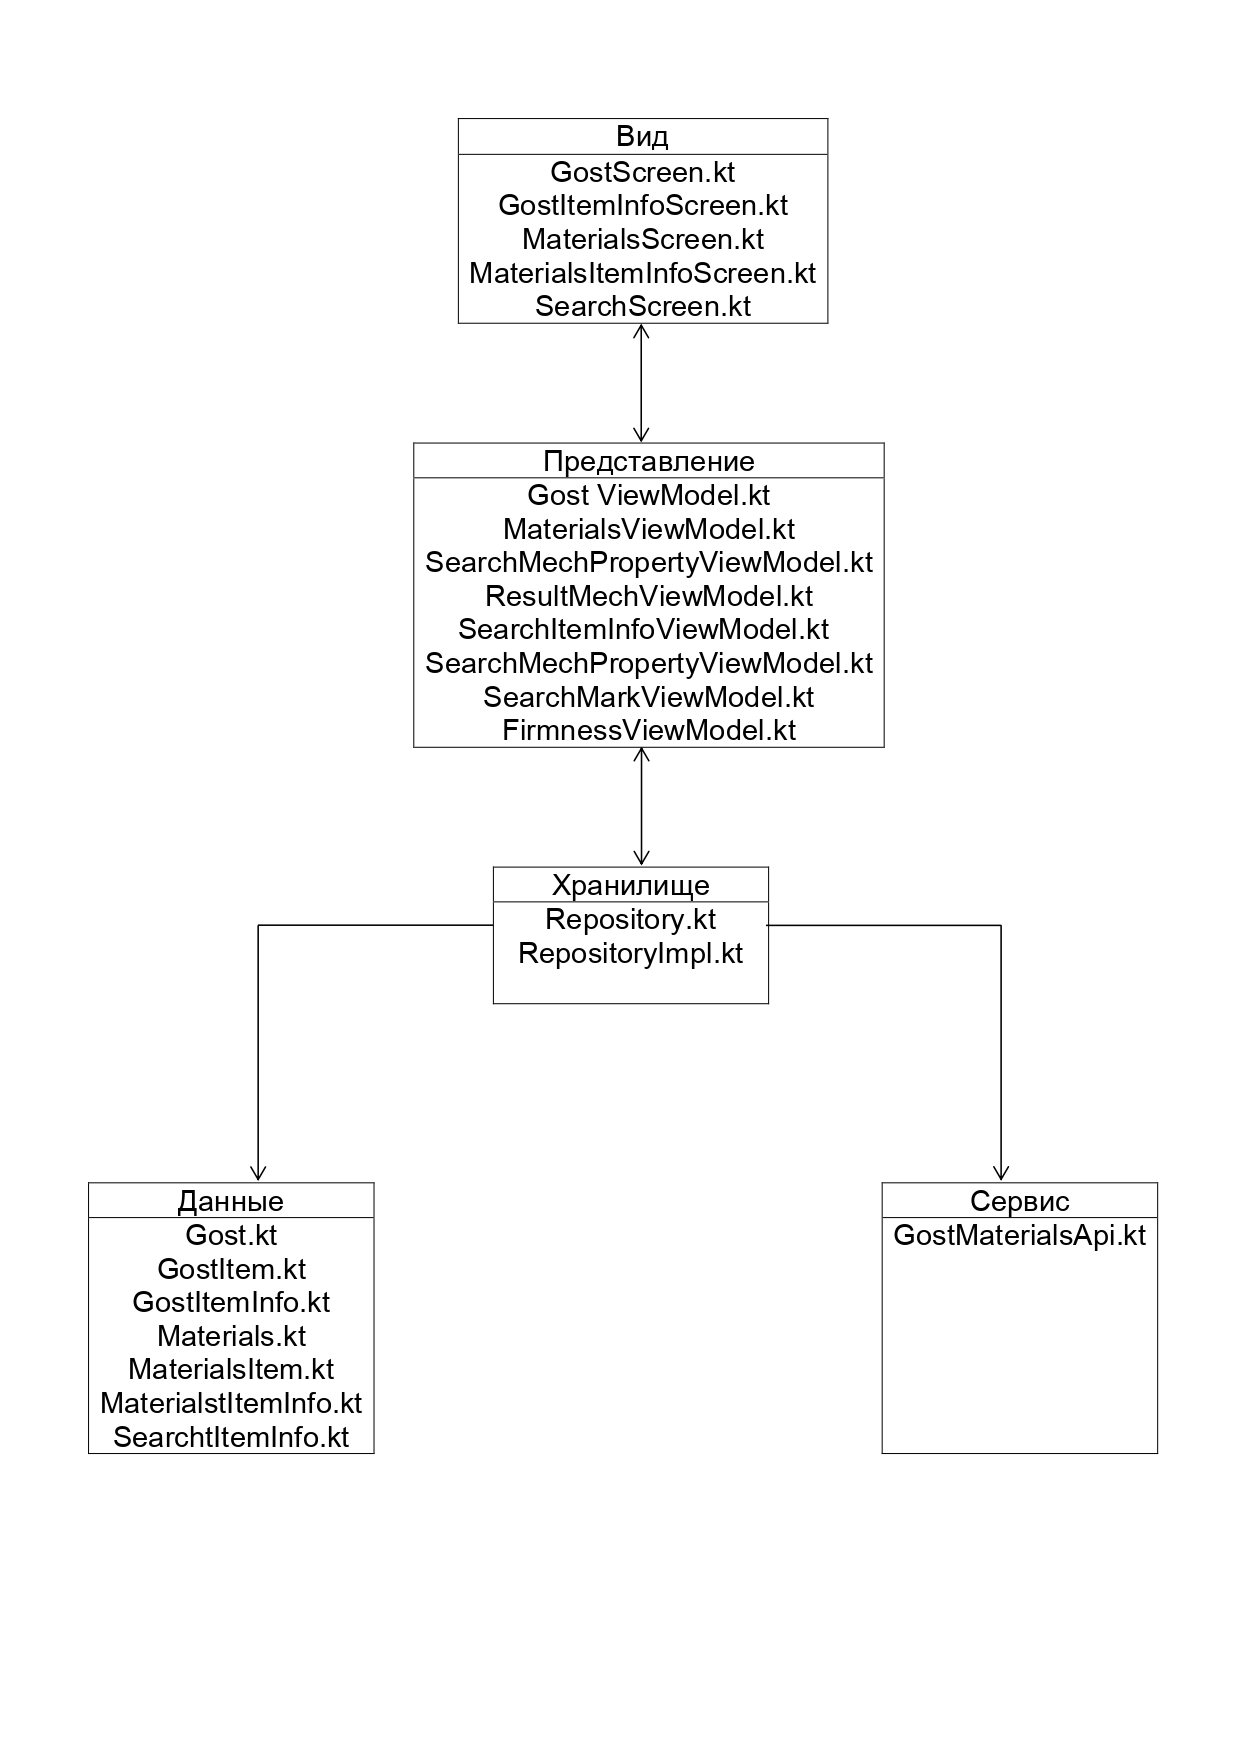 Вид
GostScreen.kt
GostItemInfoScreen.kt
MaterialsScreen.kt
MaterialsItemInfoScreen.kt
SearchScreen.kt
Представление
Gost ViewModel.kt
MaterialsViewModel.kt
SearchMechPropertyViewModel.kt
ResultMechViewModel.kt
SearchItemInfoViewModel.kt
SearchMechPropertyViewModel.kt
SearchMarkViewModel.kt
FirmnessViewModel.kt
Хранилище
Repository.kt
RepositoryImpl.kt
Данные
Gost.kt
GostItem.kt
GostItemInfo.kt
Materials.kt
MaterialsItem.kt
MaterialstItemInfo.kt
SearchtItemInfo.kt
Сервис
GostMaterialsApi.kt